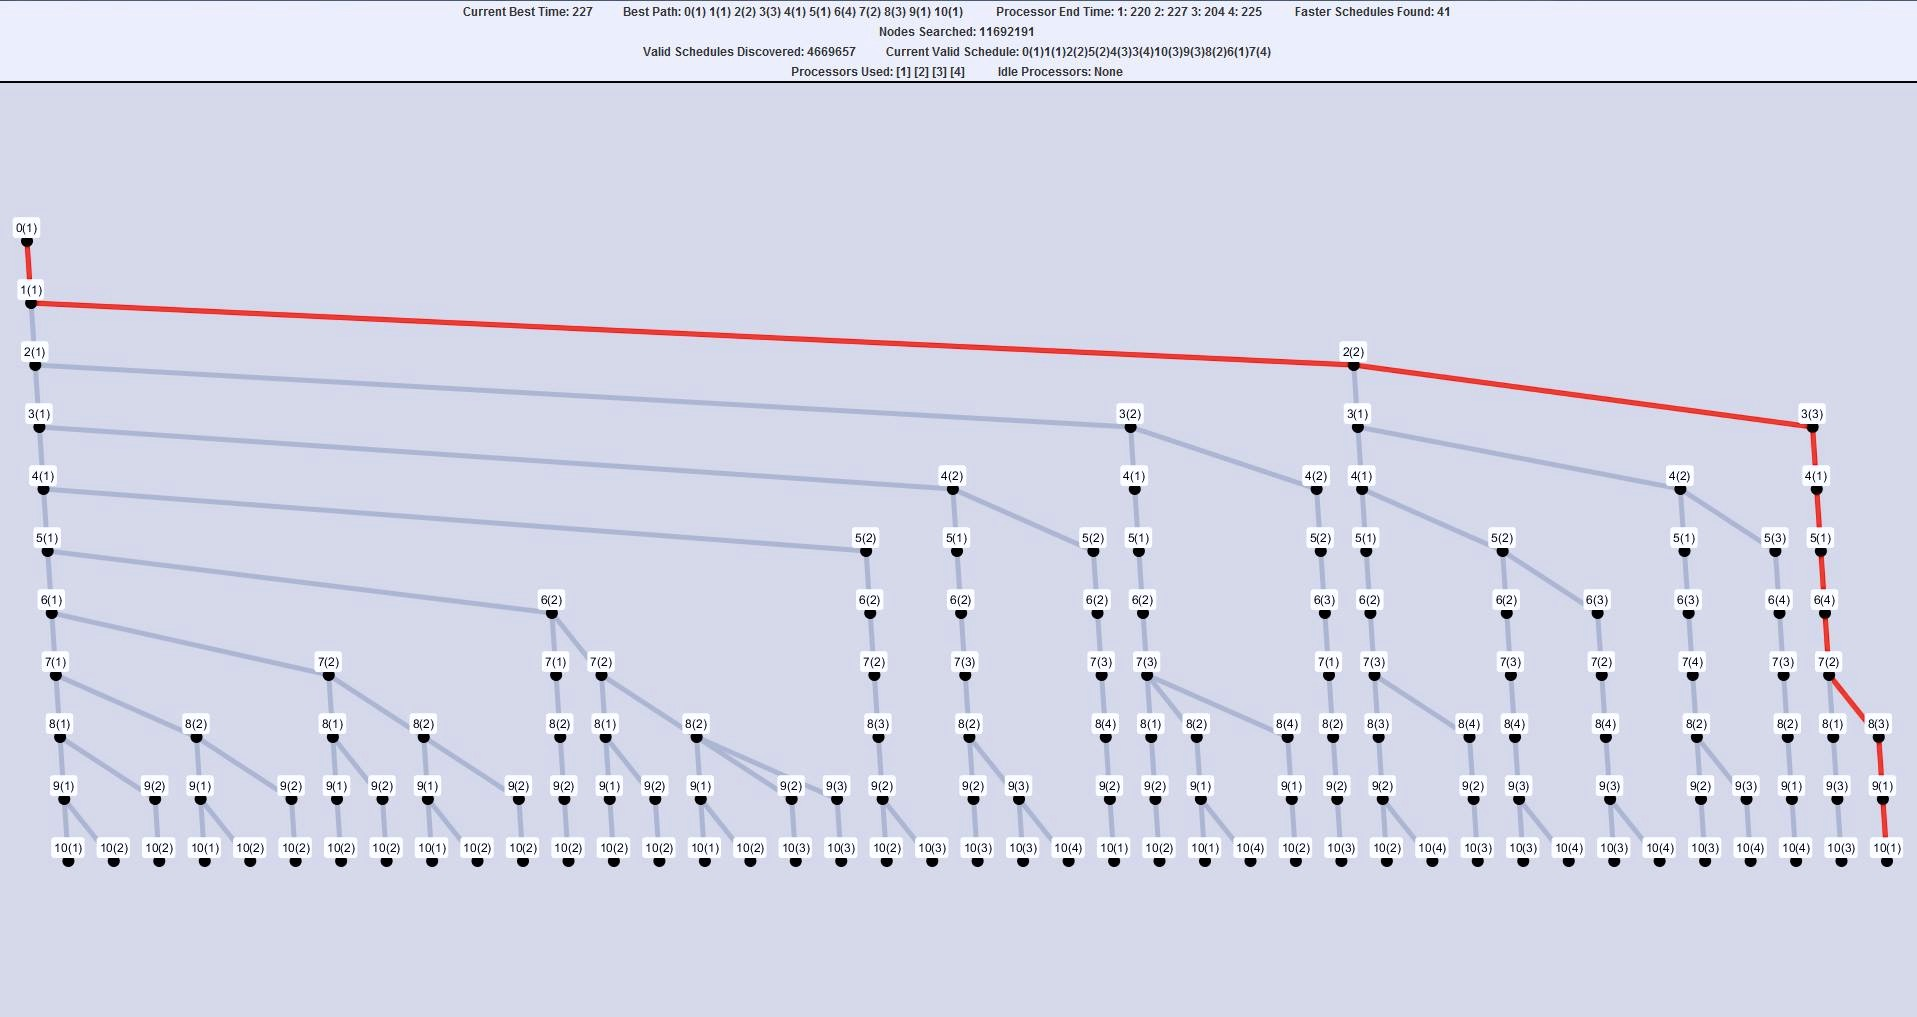 Current Best Time: 227 Best Path: 0(1) 1(1) 2(2) 3(3) 4(1) 5(1) 6(4) 7(2) 8(3) 9(1) 10(1) Processor End Time: 1: 220 2: 227 3: 204 4: 225 Faster Schedules Found: 41
Nodes Searched: 11692191
Valid Schedules Discovered: 4669657 Current Valid Schedule: 0(1)1(1)2(2)5(2)4(3)3(4)10(3)9(3)8(2)6(1)7(4)
Processors Used: [1] [2] [3] [4] Idle Processors: None
0(1)
1(1)
2(1) 2(2)
3(1) 3(2) 3(1) 3(3)
4(1) 4(2) 4(1) 4(2) 4(1) 4(2) 4(1)
5(1) 5(2) 5(1) 5(2) 5(1) 5(2) 5(1) 5(2) 5(1) 5(3) 5(1)
6(1) 6(2) 6(2) 6(2) 6(2) 6(2) 6(3) 6(2) 6(2) 6(3) 6(3) 6(4) 6(4)
7(1) 7(2) 7(1) 7(2) 7(2) 7(3) 7(3) 7(3) 7(1) 7(3) 7(3) 7(2) 7(4) 7(3) 7(2)
8(1) 8(2) 8(1) 8(2) 8(2) 8(1) 8(2) 8(3) 8(2) 8(4) 8(1) 8(2) 8(4) 8(2) 8(3) 8(4) 8(4) 8(4) 8(2) 8(2) 8(1) 8(3)
9(1) 9(2) 9(1) 9(2) 9(1) 9(2) 9(1) 9(2) 9(2) 9(1) 9(2) 9(1) 9(2) 9(3) 9(2) 9(2) 9(3) 9(2) 9(2) 9(1) 9(1) 9(2) 9(2) 9(2) 9(3) 9(3) 9(2) 9(3) 9(1) 9(3) 9(1)
10(1) 10(2) 10(2) 10(1) 10(2) 10(2) 10(2) 10(2) 10(1) 10(2) 10(2) 10(2) 10(2) 10(2) 10(1) 10(2) 10(3) 10(3) 10(2) 10(3) 10(3) 10(3) 10(4) 10(1) 10(2) 10(1) 10(4) 10(2) 10(3) 10(2) 10(4) 10(3) 10(3) 10(4) 10(3) 10(4) 10(3) 10(4) 10(4) 10(3) 10(1)